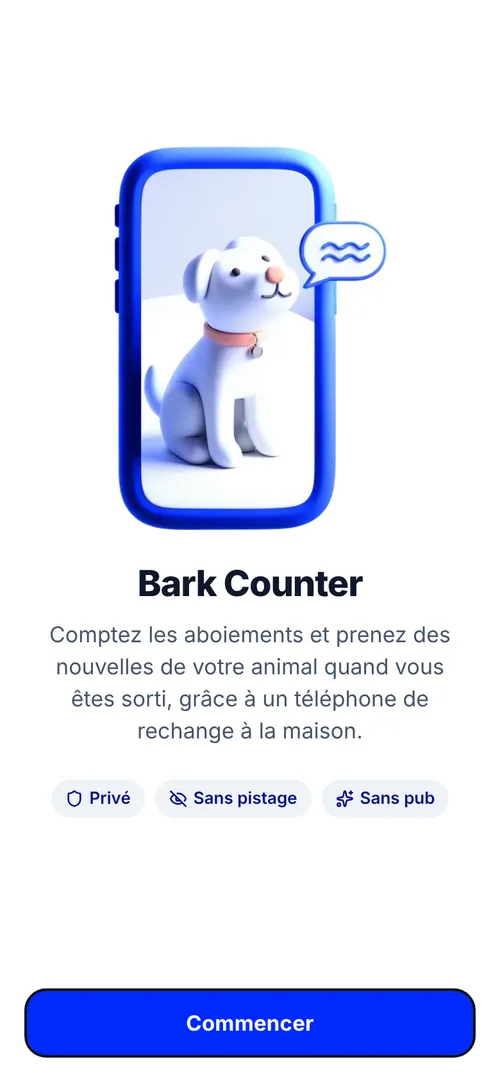 Bark Counter
Comptez les aboiements et prenez des
nouvelles de votre animal quand vous
êtes sorti, grâce à un téléphone de
rechange à la maison.
Privé
Sans pistage
Sans pub
Commencer